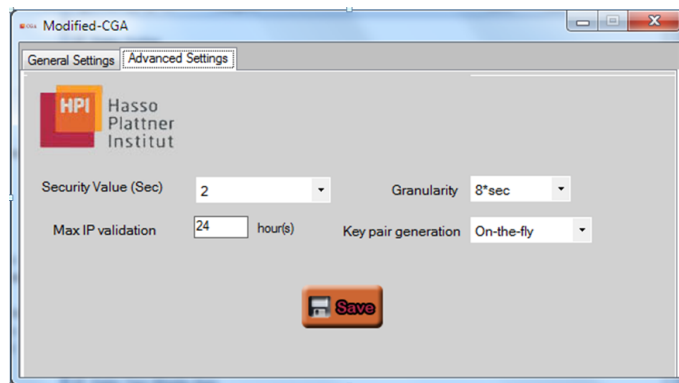 Modified-CGA
General Settings Advanced Settings
HPI Hasso
Plattner
Institut
Security Value (Sec) 2 Granularity 8*sec
Max IP validation 24 hour(s) Key pair generation On-the-fly
Save